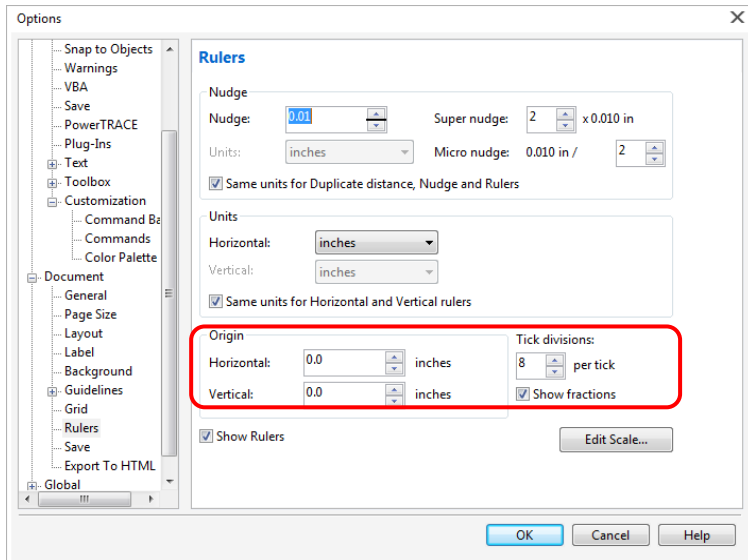 Options
Snap to Objects
Warnings
VBA
Save
PowerTRACE
Plug-Ins
Text
Toolbox
Customization
Command Ba
Commands
Color Palette
Document
General
Page Size
Layout
Label
Background
Guidelines
Grid
Rulers
Save
Export To HTML
Global
Rulers
Nudge
Nudge: 0.01 Super nudge: 2 x 0.010 in
Units: inches Micro nudge: 0.010 in / 2
Same units for Duplicate distance, Nudge and Rulers
Units
Horizontal: inches
Vertical: inches
Same units for Horizontal and Vertical rulers
Origin Tick divisions:
Horizontal: 0.0 inches 8 per tick
Vertical: 0.0 inches Show fractions
Show Rulers Edit Scale...
OK Cancel Help